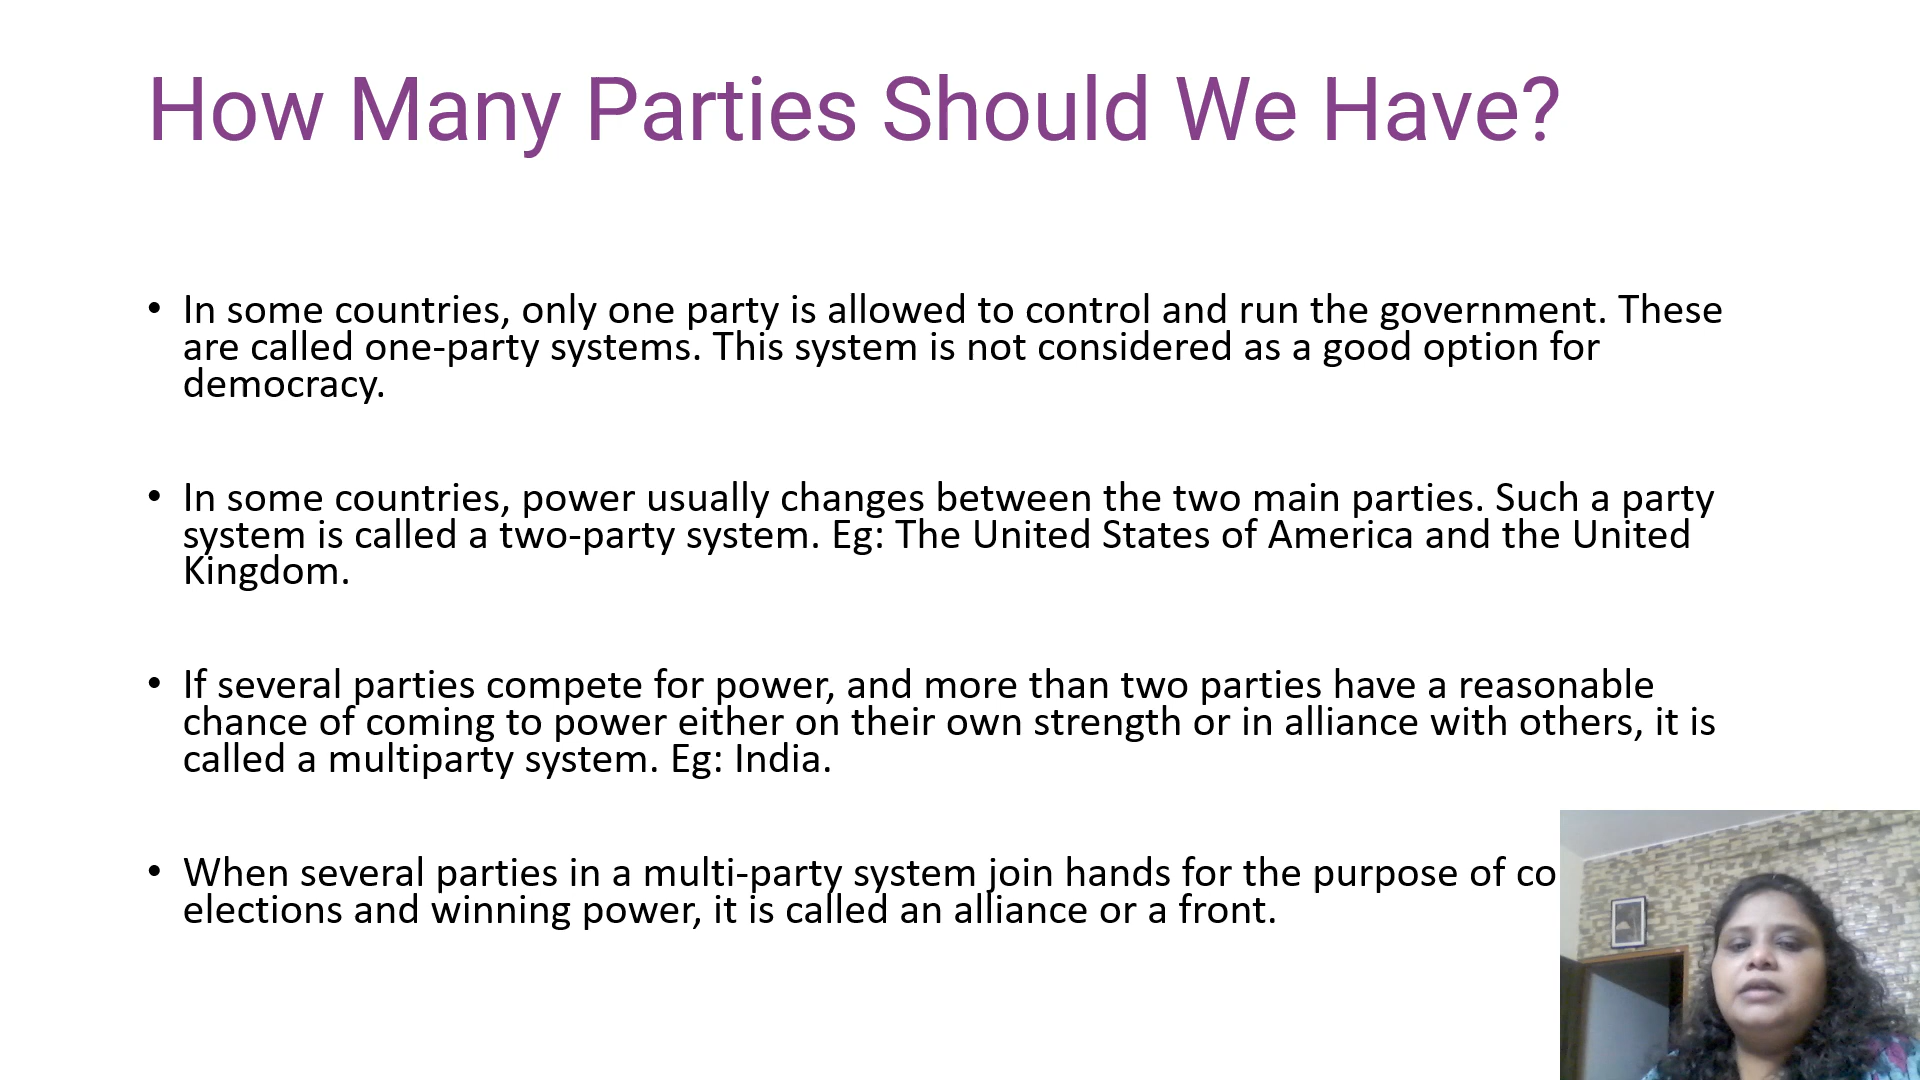 How Many Parties Should We Have?
• In some countries, only one party is allowed to control and run the government. These
are called one-party systems. This system is not considered as a good option for
democracy.
• In some countries, power usually changes between the two main parties. Such a party
system is called a two-party system. Eg: The United States of America and the United
Kingdom.
• If several parties compete for power, and more than two parties have a reasonable
chance of coming to power either on their own strength or in alliance with others, it is
called a multiparty system. Eg: India.
• When several parties in a multi-party system join hands for the purpose of co
elections and winning power, it is called an alliance or a front.